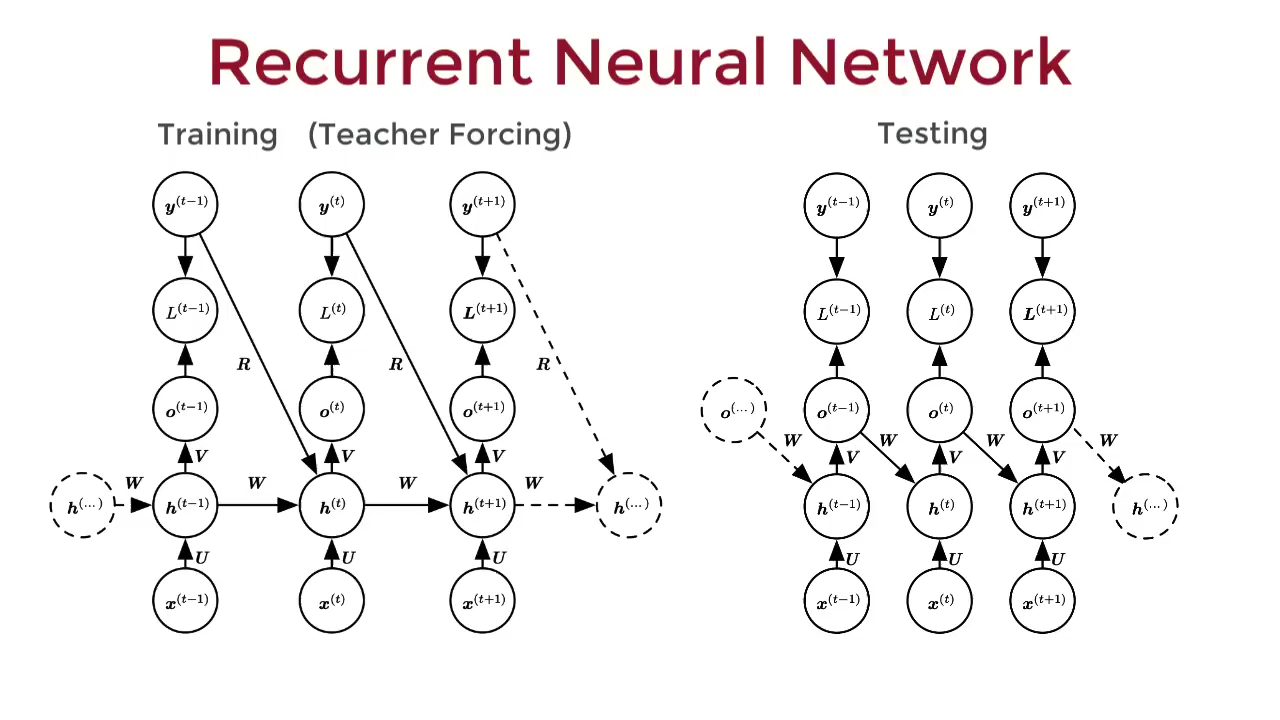 Recurrent Neural Network
Training (Teacher Forcing)
Testing
y(t−1) y(t) y(t+1)
y(t−1) y(t) y(t+1)
L(t−1) L(t) L(t+1)
L(t−1) L(t) L(t+1)
R R R
o(t−1) o(t) o(t+1)
o(...) o(t−1) o(t) o(t+1)
W W W
V V V
V V V
W W W W
h(...) h(t−1) h(t) h(t+1) h(...)
h(t−1) h(t) h(t+1) h(...)
U U U
U U U
x(t−1) x(t) x(t+1)
x(t−1) x(t) x(t+1)